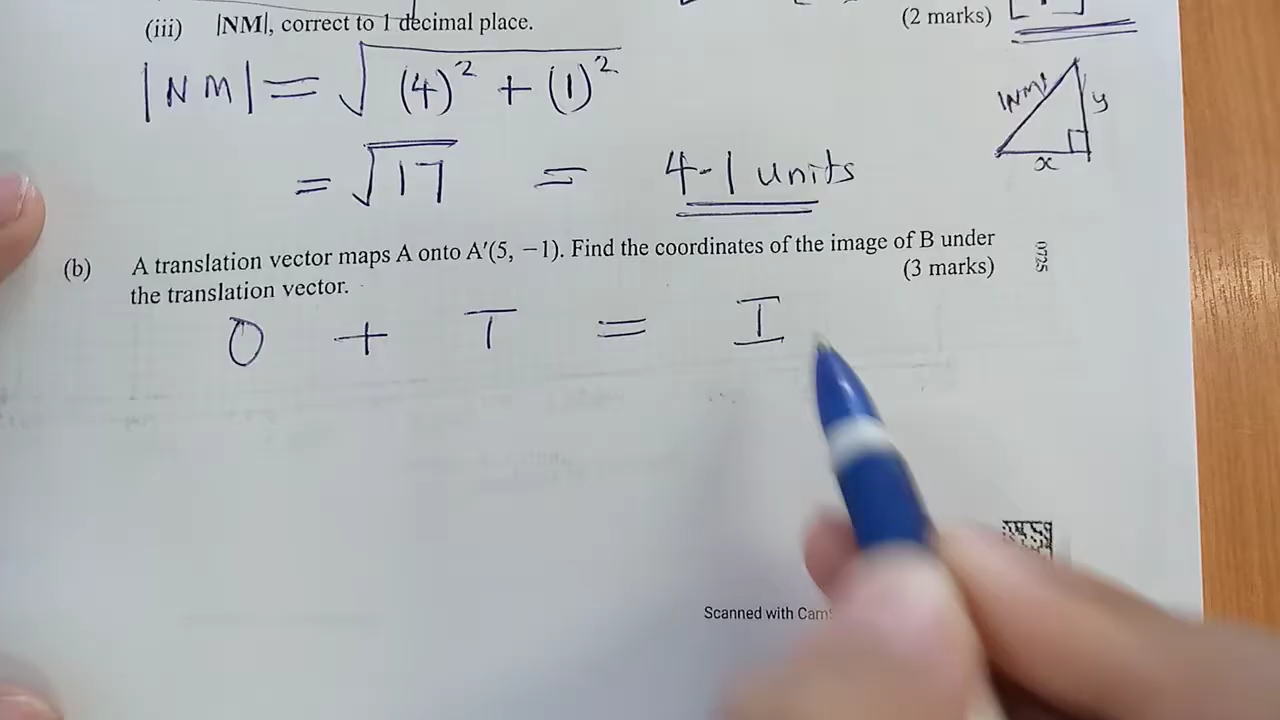 (iii) |NM|, correct to 1 decimal place.
(2 marks)
|NM| = √(4)² + (1)²
|NM|
y
x
= √17 = 4.1 units
(b) A translation vector maps A onto A′(5, −1). Find the coordinates of the image of B under
the translation vector.
(3 marks)
0725
O + T = I
Scanned with Cam